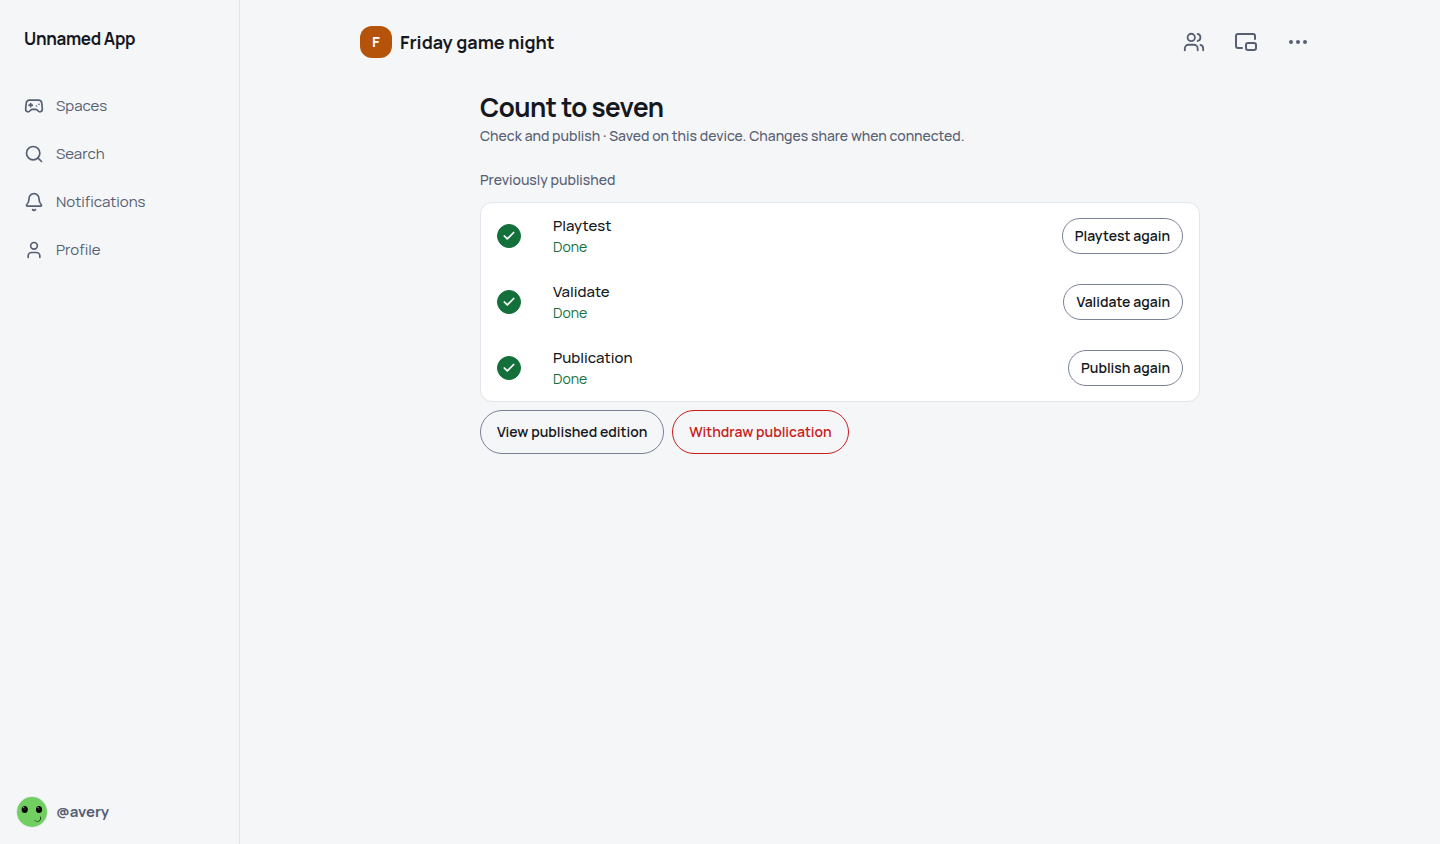 Unnamed App
Spaces
Search
Notifications
Profile
@avery
F Friday game night
Count to seven
Check and publish · Saved on this device. Changes share when connected.
Previously published
Playtest
Done
Playtest again
Validate
Done
Validate again
Publication
Done
Publish again
View published edition
Withdraw publication